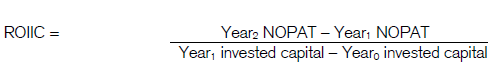 ROIIC = Year₂ NOPAT – Year₁ NOPAT
Year₁ invested capital – Year₀ invested capital